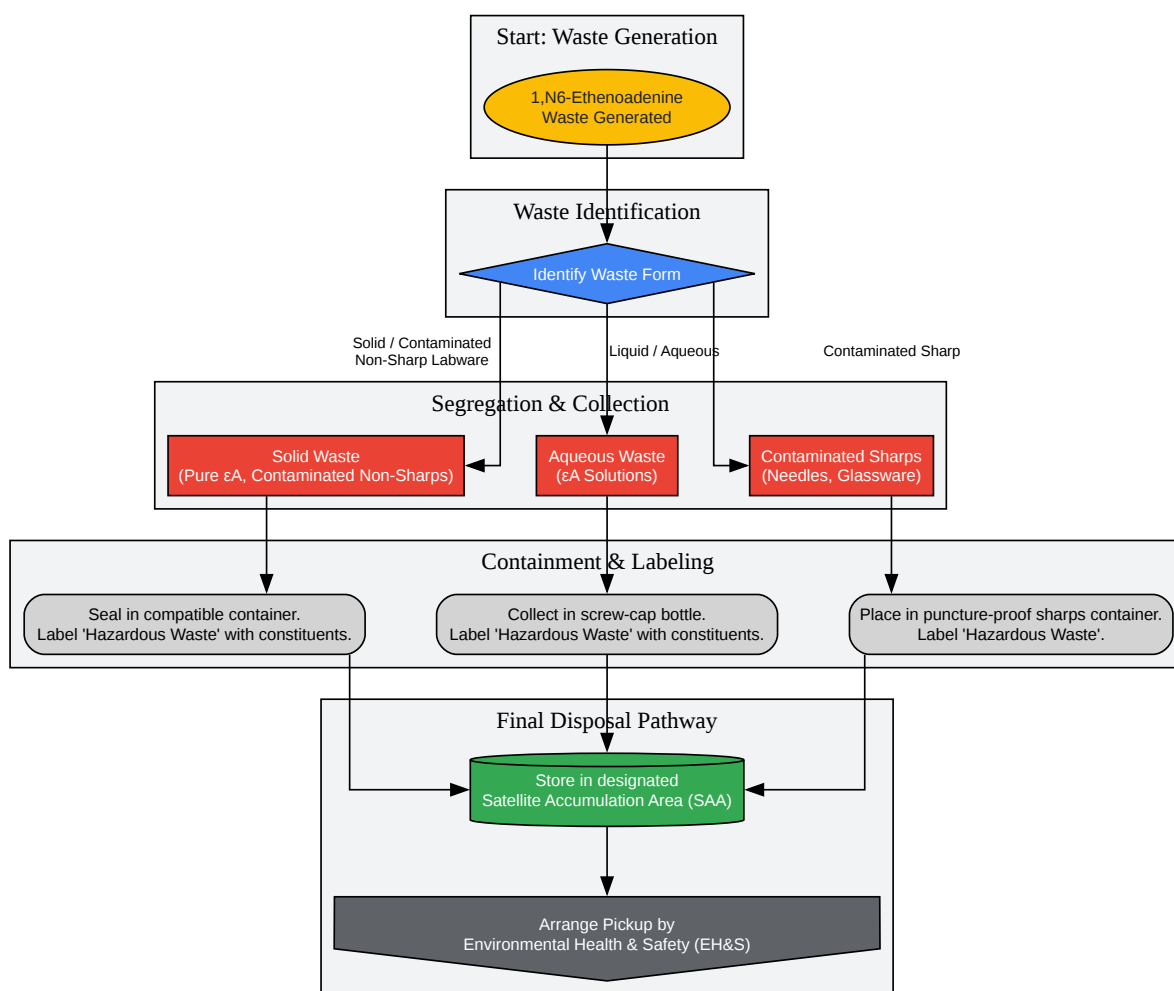 Start: Waste Generation
1,N6-Ethenoadenine
Waste Generated
Waste Identification
Identify Waste Form
Solid / Contaminated
Non-Sharp Labware
Liquid / Aqueous
Contaminated Sharp
Segregation & Collection
Solid Waste
(Pure εA, Contaminated Non-Sharps)
Aqueous Waste
(εA Solutions)
Contaminated Sharps
(Needles, Glassware)
Containment & Labeling
Seal in compatible container.
Label 'Hazardous Waste' with constituents.
Collect in screw-cap bottle.
Label 'Hazardous Waste' with constituents.
Place in puncture-proof sharps container.
Label 'Hazardous Waste'.
Final Disposal Pathway
Store in designated
Satellite Accumulation Area (SAA)
Arrange Pickup by
Environmental Health & Safety (EH&S)